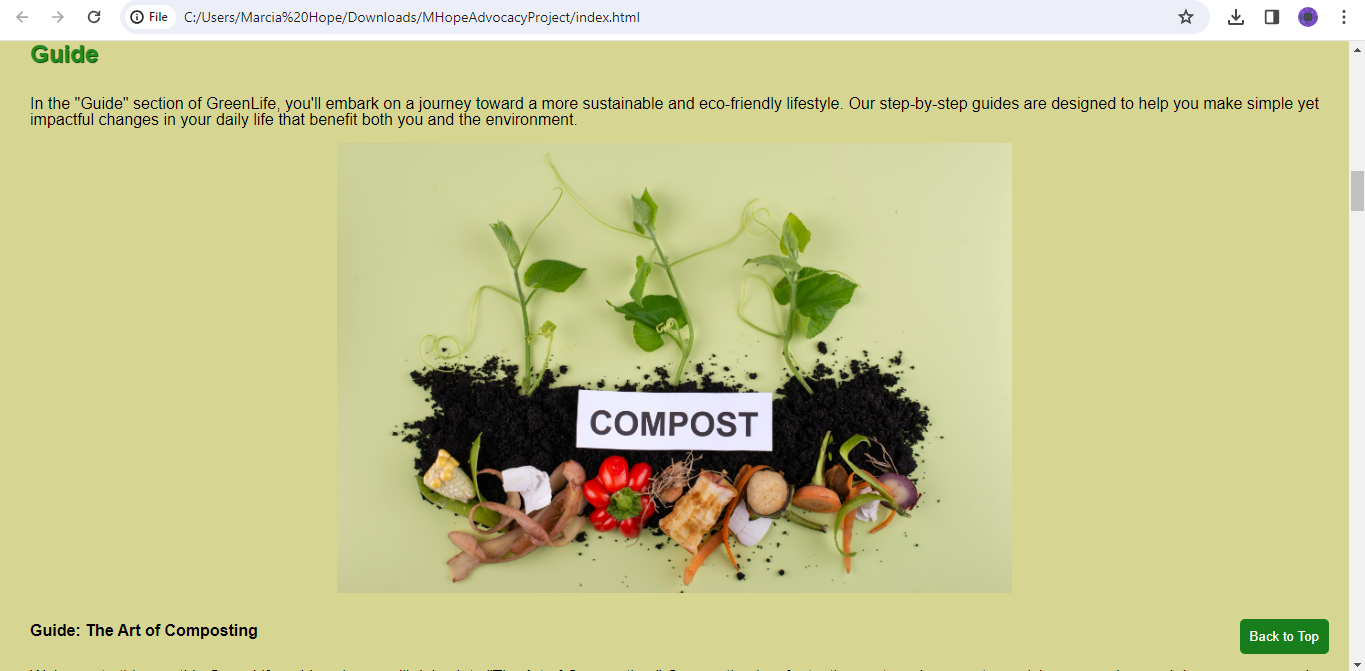 File
C:/Users/Marcia%20Hope/Downloads/MHopeAdvocacyProject/index.html
Guide
In the "Guide" section of GreenLife, you'll embark on a journey toward a more sustainable and eco-friendly lifestyle. Our step-by-step guides are designed to help you make simple yet
impactful changes in your daily life that benefit both you and the environment.
COMPOST
Guide: The Art of Composting
Back to Top